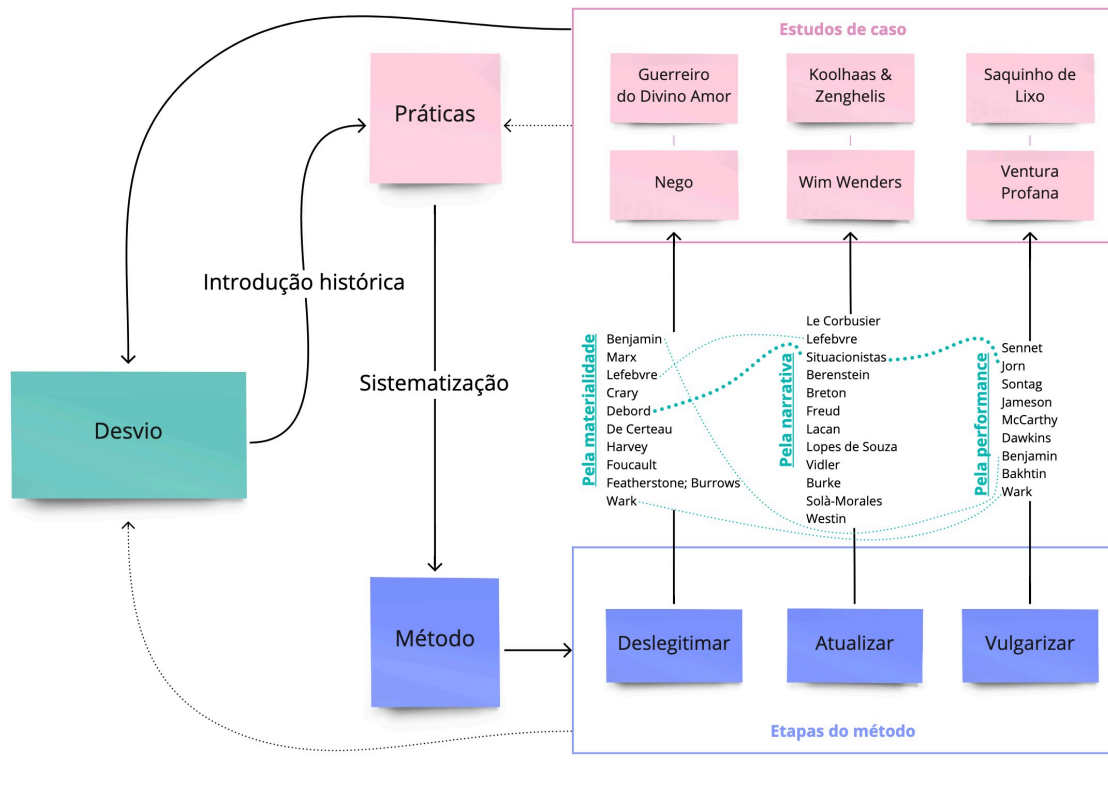 Estudos de caso
Guerreiro
do Divino Amor
Koolhaas &
Zenghelis
Saquinho de
Lixo
Nego
Wim Wenders
Ventura
Profana
Práticas
Introdução histórica
Sistematização
Desvio
Pela materialidade
Benjamin
Marx
Lefebvre
Crary
Debord
De Certeau
Harvey
Foucault
Featherstone; Burrows
Wark
Pela narrativa
Le Corbusier
Lefebvre
Situacionistas
Berenstein
Breton
Freud
Lacan
Lopes de Souza
Vidler
Burke
Solà-Morales
Westin
Pela performance
Sennet
Jorn
Sontag
Jameson
McCarthy
Dawkins
Benjamin
Bakhtin
Wark
Método
Deslegitimar
Atualizar
Vulgarizar
Etapas do método